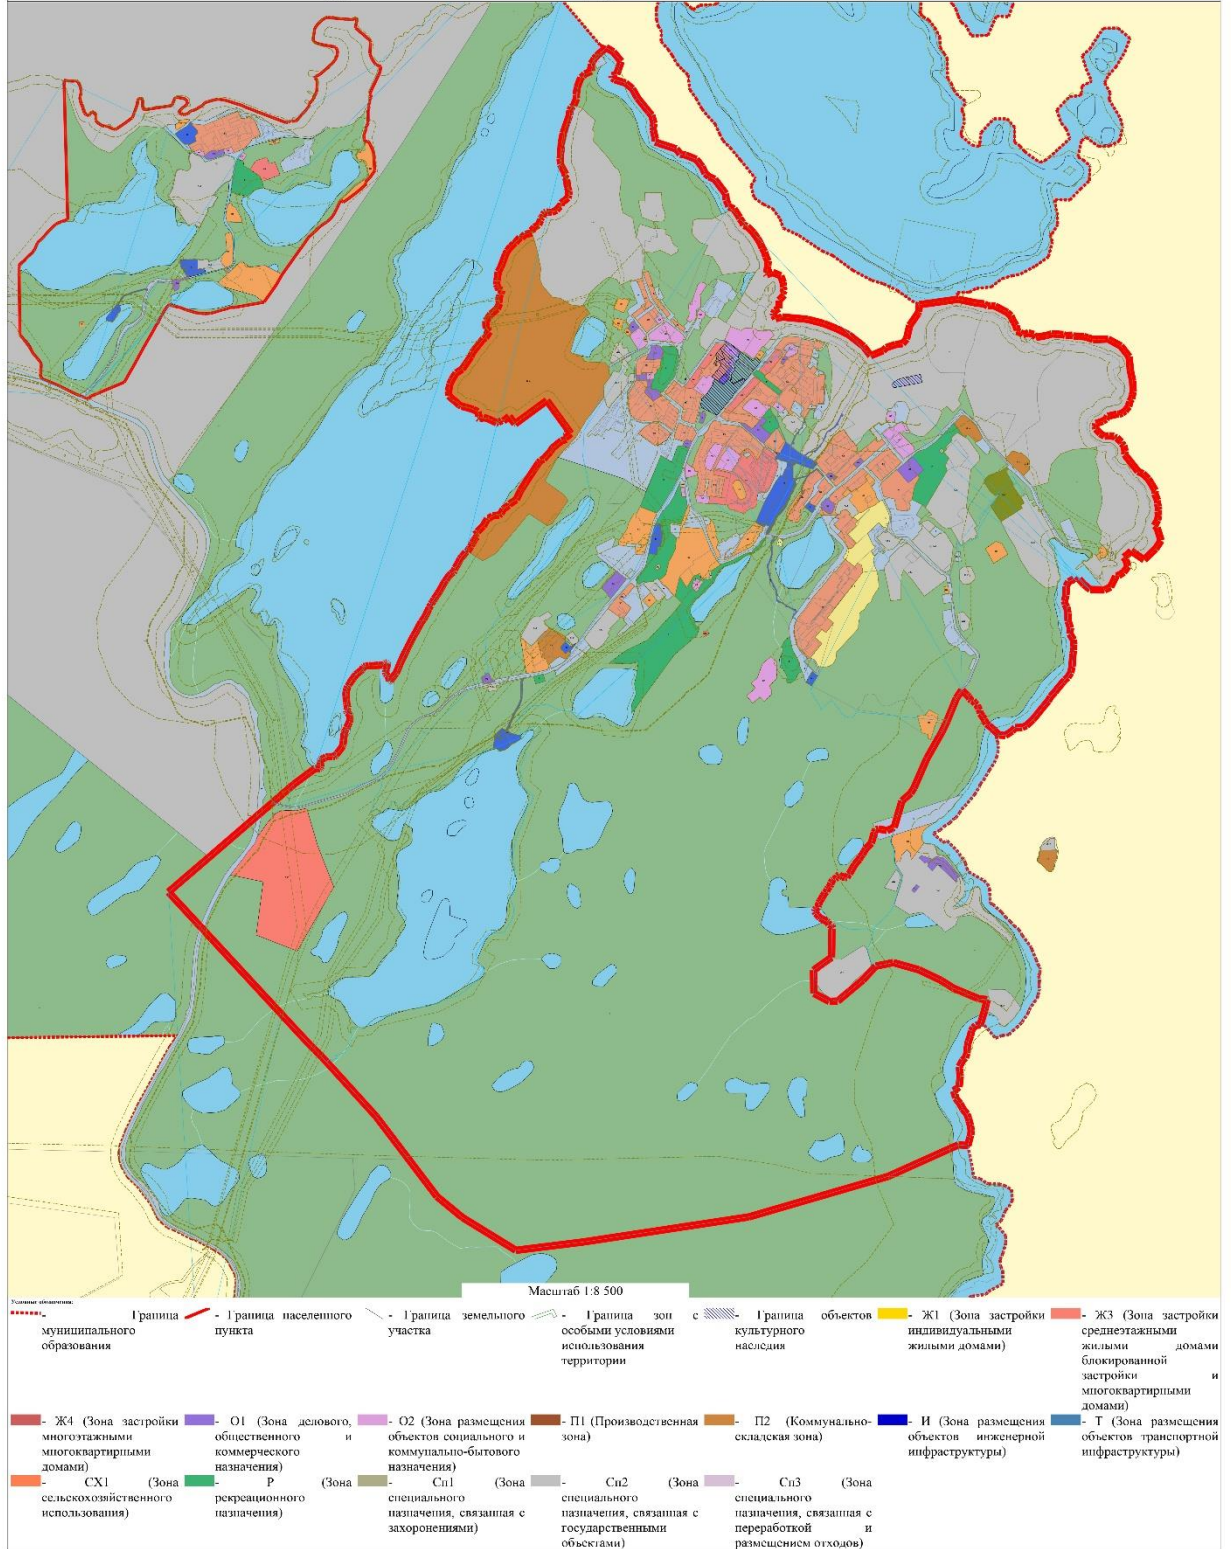 Масштаб 1:8 500
Условные обозначения:
- Граница муниципального образования
- Граница населенного пункта
- Граница земельного участка
- Граница зон с особыми условиями использования территории
- Граница объектов культурного наследия
- Ж1 (Зона застройки индивидуальными жилыми домами)
- Ж3 (Зона застройки среднеэтажными жилыми домами блокированной застройки и многоквартирными домами)
- Ж4 (Зона застройки многоэтажными многоквартирными домами)
- О1 (Зона делового, общественного и коммерческого назначения)
- О2 (Зона размещения объектов социального и коммунально-бытового назначения)
- П1 (Производственная зона)
- П2 (Коммунально-складская зона)
- И (Зона размещения объектов инженерной инфраструктуры)
- Т (Зона размещения объектов транспортной инфраструктуры)
- СХ1 (Зона сельскохозяйственного использования)
- Р (Зона рекреационного назначения)
- Сп1 (Зона специального назначения, связанная с захоронениями)
- Сп2 (Зона специального назначения, связанная с государственными объектами)
- Сп3 (Зона специального назначения, связанная с переработкой и размещением отходов)